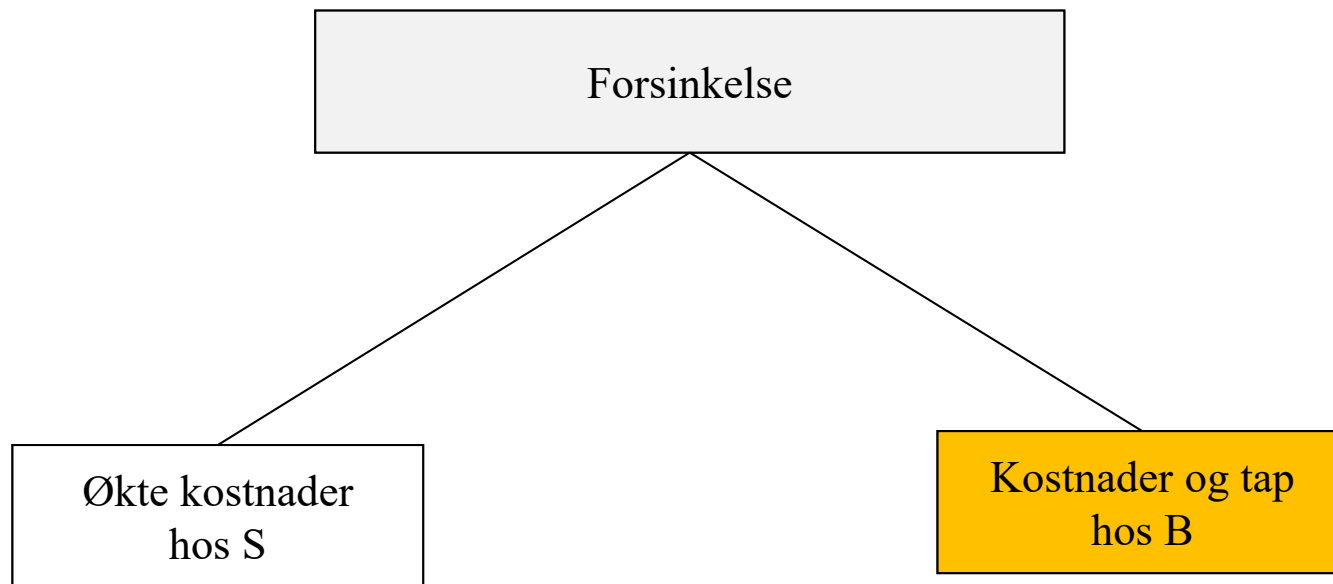 Forsinkelse
Økte kostnader
hos S
Kostnader og tap
hos B